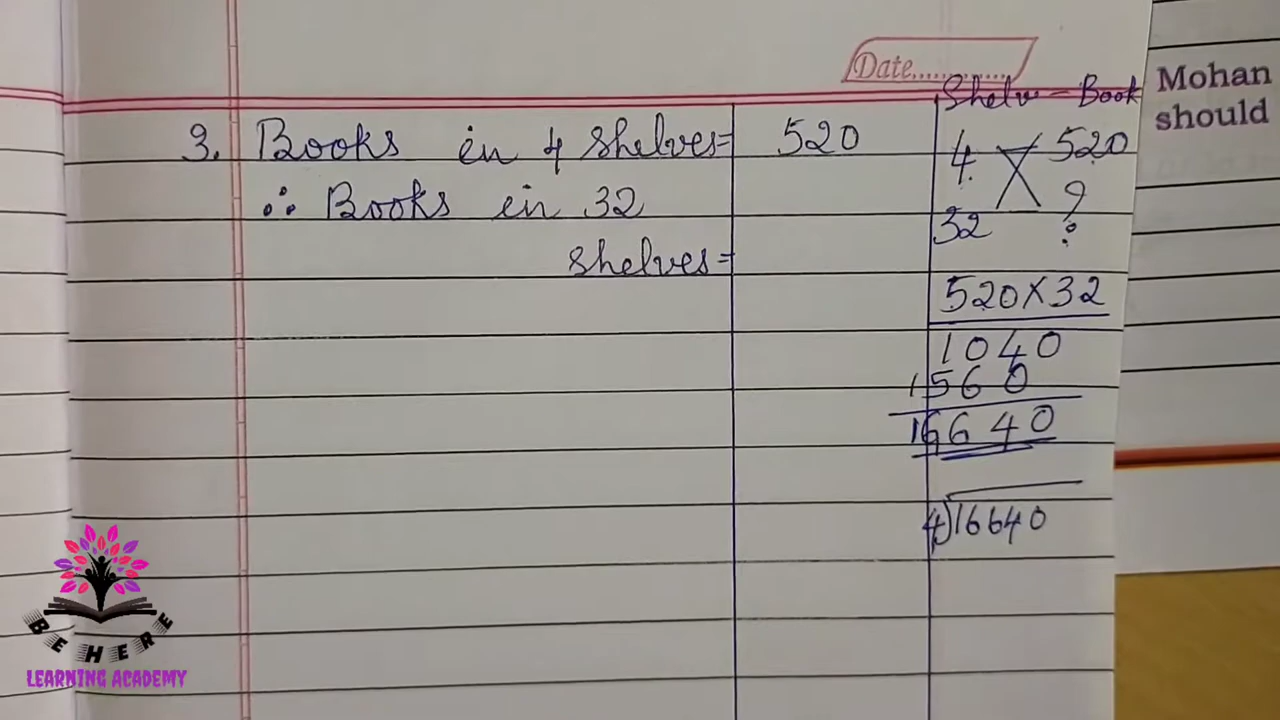 Date............
Shelv - Book
3. Books in 4 shelves= 520
∴ Books in 32
shelves=
4 520
32 ?
520×32
1040
1560
16640
4)16640
Mohan
should
BEHERE
LEARNING ACADEMY